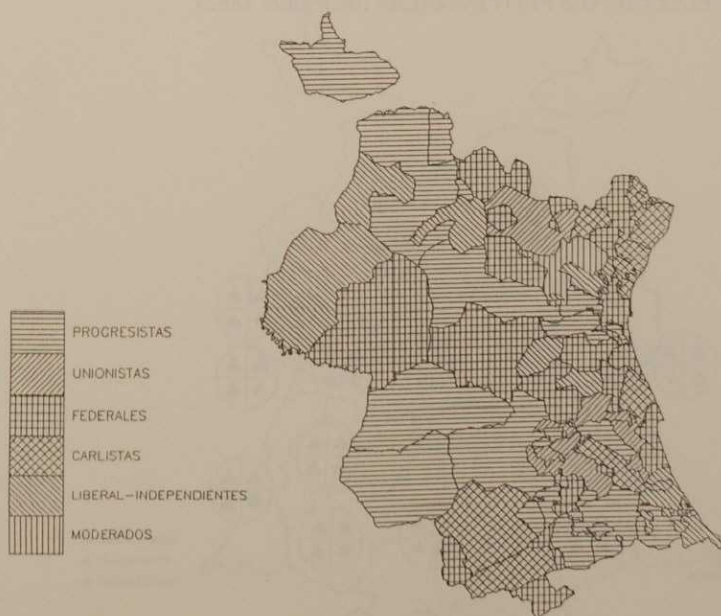 PROGRESISTAS
UNIONISTAS
FEDERALES
CARLISTAS
LIBERAL-INDEPENDIENTES
MODERADOS